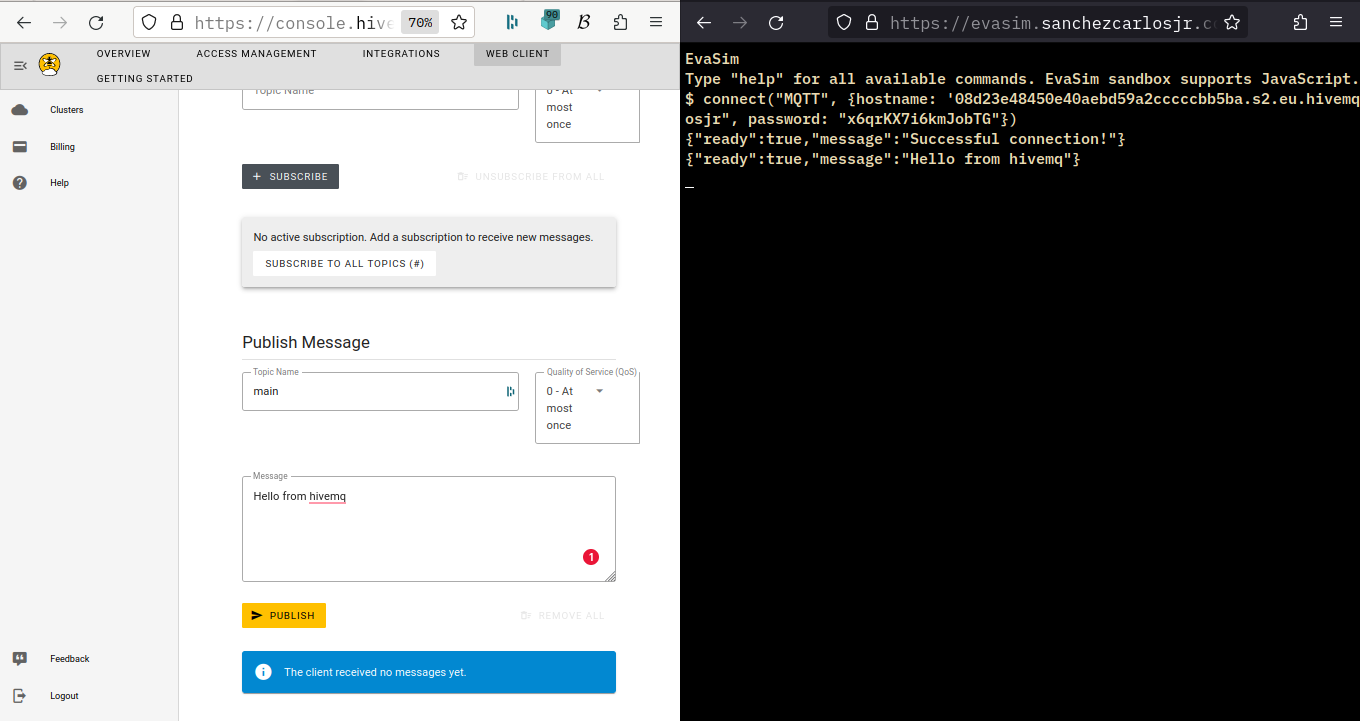 https://console.hive
70%
90
OVERVIEW
ACCESS MANAGEMENT
INTEGRATIONS
WEB CLIENT
GETTING STARTED
Clusters
Billing
Help
Feedback
Logout
Topic Name
0 - At
most
once
+ SUBSCRIBE
UNSUBSCRIBE FROM ALL
No active subscription. Add a subscription to receive new messages.
SUBSCRIBE TO ALL TOPICS (#)
Publish Message
Topic Name
main
Quality of Service (QoS)
0 - At
most
once
Message
Hello from hivemq
1
PUBLISH
REMOVE ALL
The client received no messages yet.
https://evasim.sanchezcarlosjr.c
EvaSim
Type "help" for all available commands. EvaSim sandbox supports JavaScript.
$ connect("MQTT", {hostname: '08d23e48450e40aebd59a2cccccbb5ba.s2.eu.hivemq
osjr", password: "x6qrKX7i6kmJobTG"})
{"ready":true,"message":"Successful connection!"}
{"ready":true,"message":"Hello from hivemq"}
_